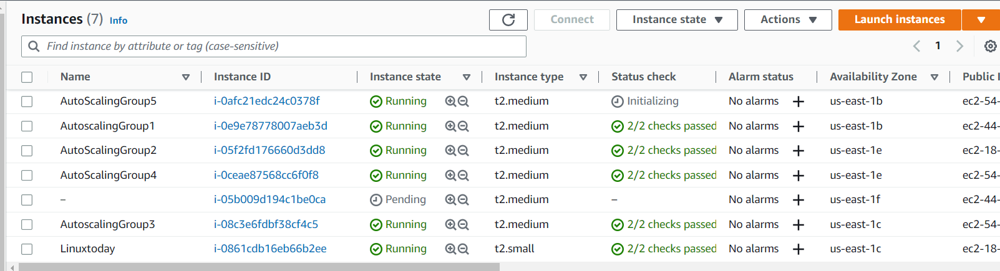 Instances (7) Info Connect Instance state Actions Launch instances
Find instance by attribute or tag (case-sensitive) 1
Name Instance ID Instance state Instance type Status check Alarm status Availability Zone Public I
AutoScalingGroup5 i-0afc21edc24c0378f Running t2.medium Initializing No alarms + us-east-1b ec2-54-
AutoscalingGroup1 i-0e9e78778007aeb3d Running t2.medium 2/2 checks passed No alarms + us-east-1b ec2-44-
AutoScalingGroup2 i-05f2fd176660d3dd8 Running t2.medium 2/2 checks passed No alarms + us-east-1e ec2-18-
AutoScalingGroup4 i-0ceae87568cc6f0f8 Running t2.medium 2/2 checks passed No alarms + us-east-1e ec2-54-
– i-05b009d194c1be0ca Pending t2.medium – No alarms + us-east-1f ec2-44-
AutoscalingGroup3 i-08c3e6fdbf38cf4c5 Running t2.medium 2/2 checks passed No alarms + us-east-1c ec2-54-
Linuxtoday i-0861cdb16eb66b2ee Running t2.small 2/2 checks passed No alarms + us-east-1c ec2-18-